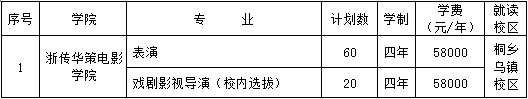 序号 学院 专 业 计划数 学制 学费（元/年） 就读校区
1 浙传华策电影学院 表演 60 四年 58000 桐乡乌镇校区
戏剧影视导演（校内选拔） 20 四年 58000